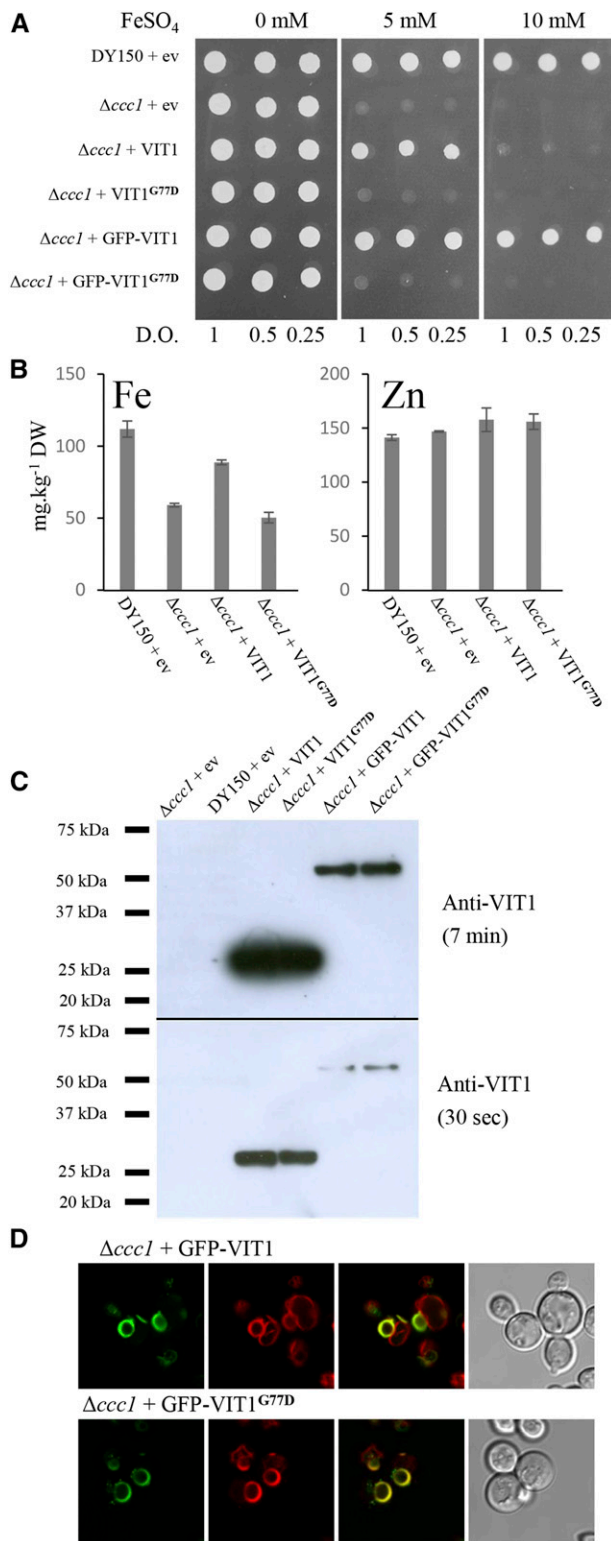 A
FeSO4 0 mM 5 mM 10 mM
DY150 + ev
Δccc1 + ev
Δccc1 + VIT1
Δccc1 + VIT1G77D
Δccc1 + GFP-VIT1
Δccc1 + GFP-VIT1G77D
D.O. 1 0.5 0.25 1 0.5 0.25 1 0.5 0.25
B
mg.kg-1 DW
150
100
50
0
Fe
DY150 + ev
Δccc1 + ev
Δccc1 + VIT1
Δccc1 + VIT1G77D
200
150
100
50
0
Zn
DY150 + ev
Δccc1 + ev
Δccc1 + VIT1
Δccc1 + VIT1G77D
C
Δccc1 + ev
DY150 + ev
Δccc1 + VIT1
Δccc1 + VIT1G77D
Δccc1 + GFP-VIT1
Δccc1 + GFP-VIT1G77D
75 kDa
50 kDa
37 kDa
25 kDa
20 kDa
Anti-VIT1
(7 min)
75 kDa
50 kDa
37 kDa
25 kDa
20 kDa
Anti-VIT1
(30 sec)
D
Δccc1 + GFP-VIT1
Δccc1 + GFP-VIT1G77D